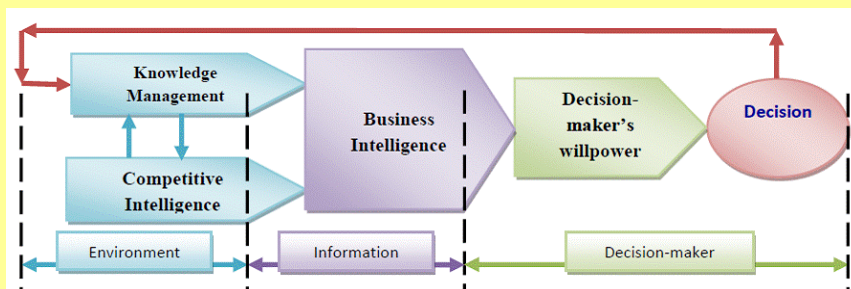 Knowledge
Management
Competitive
Intelligence
Business
Intelligence
Decision-
maker's
willpower
Decision
Environment
Information
Decision-maker